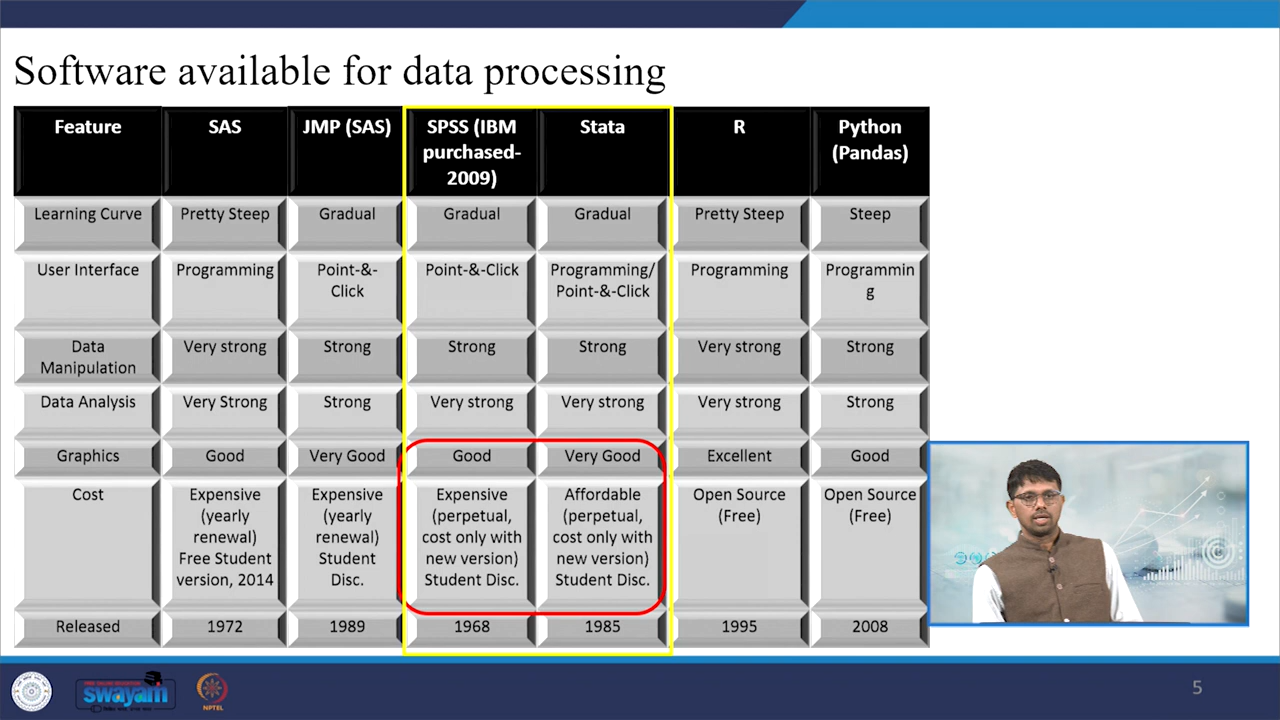 Software available for data processing
Feature SAS JMP (SAS) SPSS (IBM purchased- 2009) Stata R Python (Pandas)
Learning Curve Pretty Steep Gradual Gradual Gradual Pretty Steep Steep
User Interface Programming Point-&- Click Point-&-Click Programming/ Point-&-Click Programming Programmin g
Data Manipulation Very strong Strong Strong Strong Very strong Strong
Data Analysis Very Strong Strong Very strong Very strong Very strong Strong
Graphics Good Very Good Good Very Good Excellent Good
Cost Expensive (yearly renewal) Free Student version, 2014 Expensive (yearly renewal) Student Disc. Expensive (perpetual, cost only with new version) Student Disc. Affordable (perpetual, cost only with new version) Student Disc. Open Source (Free) Open Source (Free)
Released 1972 1989 1968 1985 1995 2008
swayam
NPTEL
5